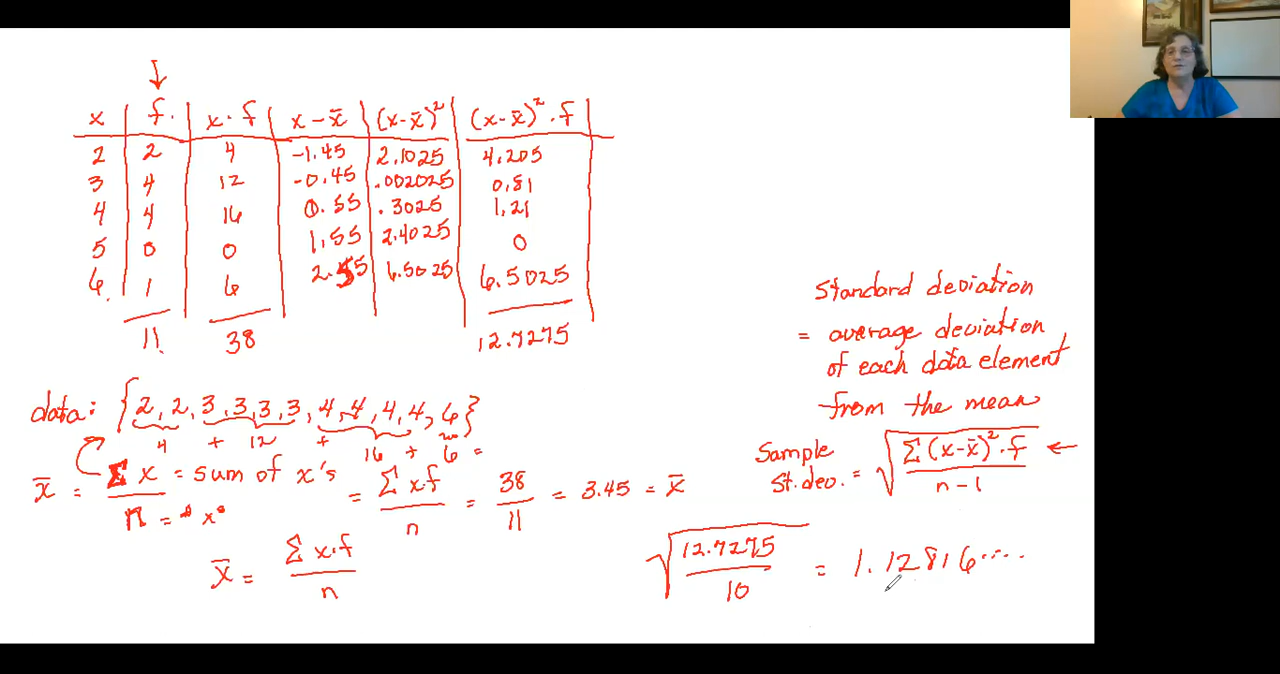 x | f. | x·f | x-x̄ | (x-x̄)² | (x-x̄)²·f
2 | 2 | 4 | -1.45 | 2.1025 | 4.205
3 | 4 | 12 | -0.45 | .002025 | 0.81
4 | 4 | 16 | 0.55 | .3025 | 1.21
5 | 0 | 0 | 1.55 | 2.4025 | 0
6 | 1 | 6 | 2.55 | 6.5025 | 6.5025
11 | 38 | 12.7275
data: {2, 2, 3, 3, 3, 3, 4, 4, 4, 4, 6}
4 + 12 + 16 + 6 =
x̄ = Σx/n = sum of x's / # x's = Σx·f/n = 38/11 = 3.45 = x̄
x̄ = Σx·f/n
Standard deviation
= average deviation
of each data element
from the mean
Sample
St.dev. = √(Σ(x-x̄)²·f/(n-1)) ←
√(12.7275/10) = 1.12816....